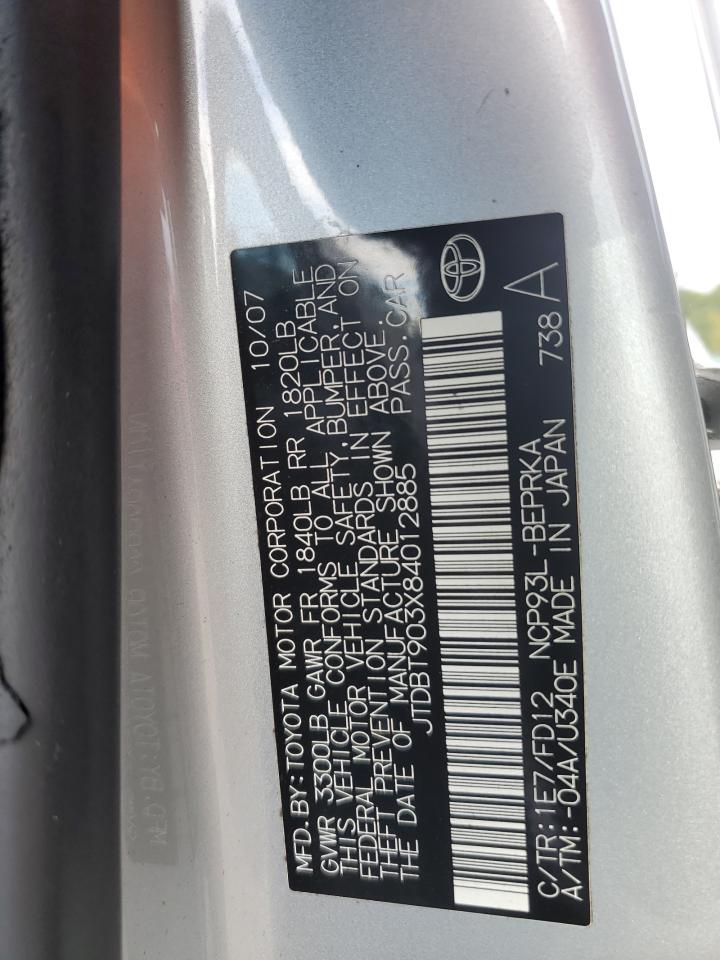 MFD. BY: TOYOTA MOTOR CORPORATION 10/07
GVWR 3300LB GAWR FR 1840LB RR 1820LB
THIS VEHICLE CONFORMS TO ALL APPLICABLE
FEDERAL MOTOR VEHICLE SAFETY, BUMPER, AND
THEFT PREVENTION STANDARDS IN EFFECT ON
THE DATE OF MANUFACTURE SHOWN ABOVE.
JTDBT903X84012885 PASS. CAR
C/TR: 1E7/FD12 NCP93L-BEPRKA 738 A
A/TM: -04A/U340E MADE IN JAPAN